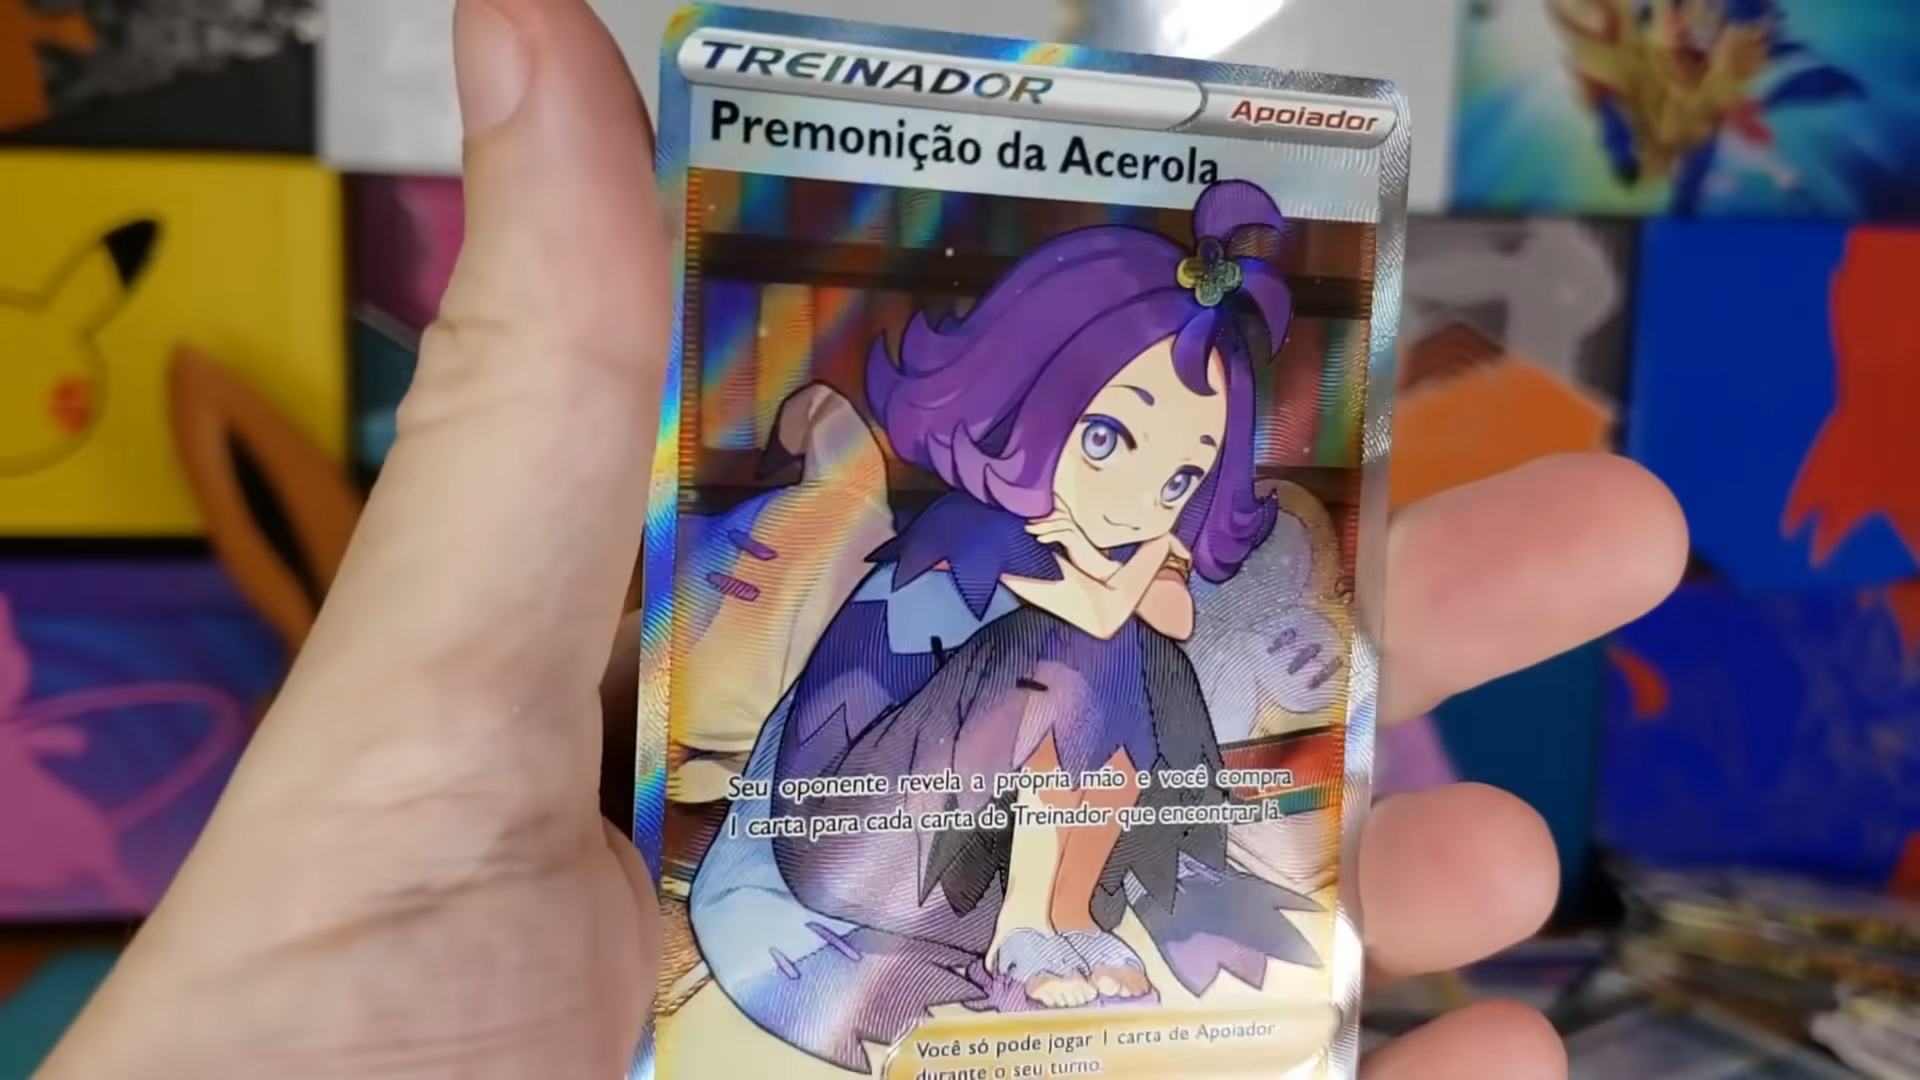 TREINADOR
Apoiador
Premonição da Acerola
Seu oponente revela a própria mão e você compra
1 carta para cada carta de Treinador que encontrar lá.
Você só pode jogar 1 carta de Apoiador
durante o seu turno.